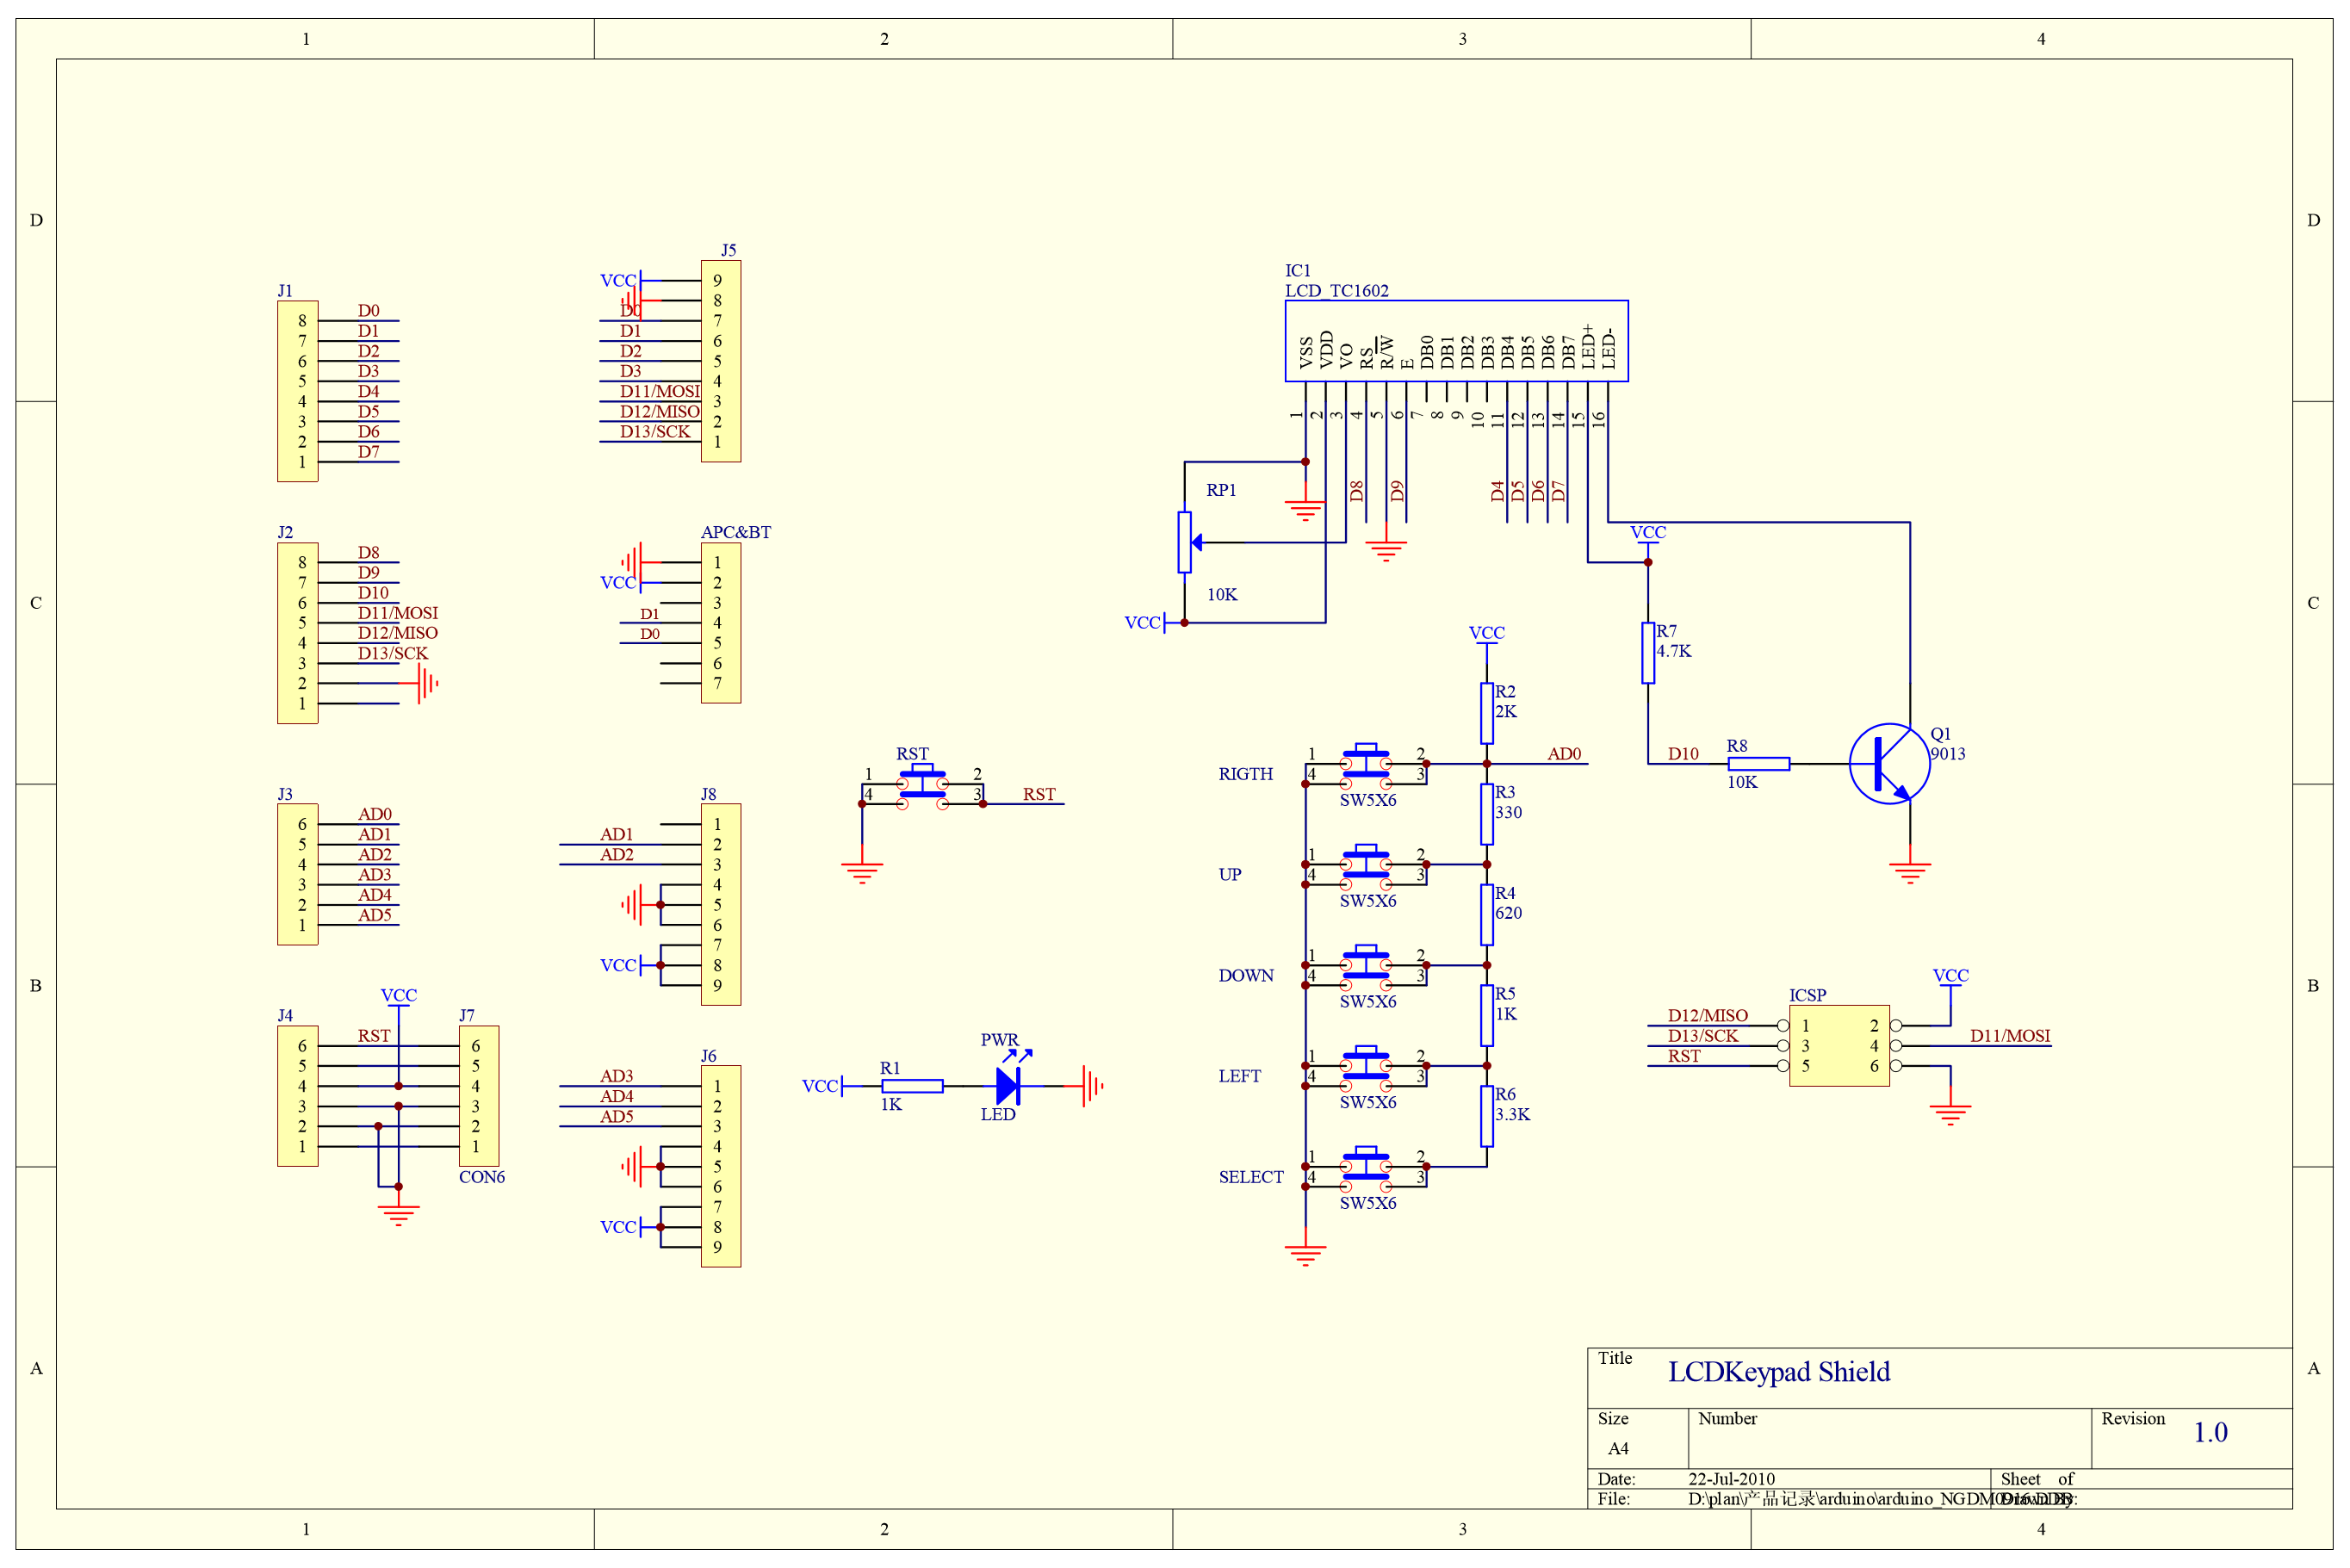 1 2 3 4
D D
C C
B B
A A
J1
8 D0
7 D1
6 D2
5 D3
4 D4
3 D5
2 D6
1 D7
J5
VCC 9
8
D0 7
D1 6
D2 5
D3 4
D11/MOSI 3
D12/MISO 2
D13/SCK 1
J2
8 D8
7 D9
6 D10
5 D11/MOSI
4 D12/MISO
3 D13/SCK
2
1
APC&BT
1
VCC 2
3
D1 4
D0 5
6
7
J3
6 AD0
5 AD1
4 AD2
3 AD3
2 AD4
1 AD5
J8
1
AD1 2
AD2 3
4
5
6
7
VCC 8
9
VCC
J4 J7
6 RST 6
5 5
4 4
3 3
2 2
1 1
CON6
J6
AD3 1
AD4 2
AD5 3
4
5
6
7
VCC 8
9
RST
1 2
4 3 RST
PWR
VCC R1
1K LED
IC1
LCD_TC1602
VSS VDD VO RS R/W E DB0 DB1 DB2 DB3 DB4 DB5 DB6 DB7 LED+ LED-
1 2 3 4 5 6 7 8 9 10 11 12 13 14 15 16
D8 D9 D4 D5 D6 D7
RP1
10K
VCC
VCC
R7
4.7K
D10 R8
10K
Q1
9013
VCC
R2
2K
AD0
RIGTH 1 2
4 3
SW5X6
R3
330
UP 1 2
4 3
SW5X6
R4
620
DOWN 1 2
4 3
SW5X6
R5
1K
LEFT 1 2
4 3
SW5X6
R6
3.3K
SELECT 1 2
4 3
SW5X6
VCC
ICSP
D12/MISO 1 2
D13/SCK 3 4 D11/MOSI
RST 5 6
Title
LCDKeypad Shield
Size Number Revision
A4 1.0
Date: 22-Jul-2010 Sheet of
File: D:\plan\产品记录\arduino\arduino_NGDM0916.DDB Drawn By:
1 2 3 4